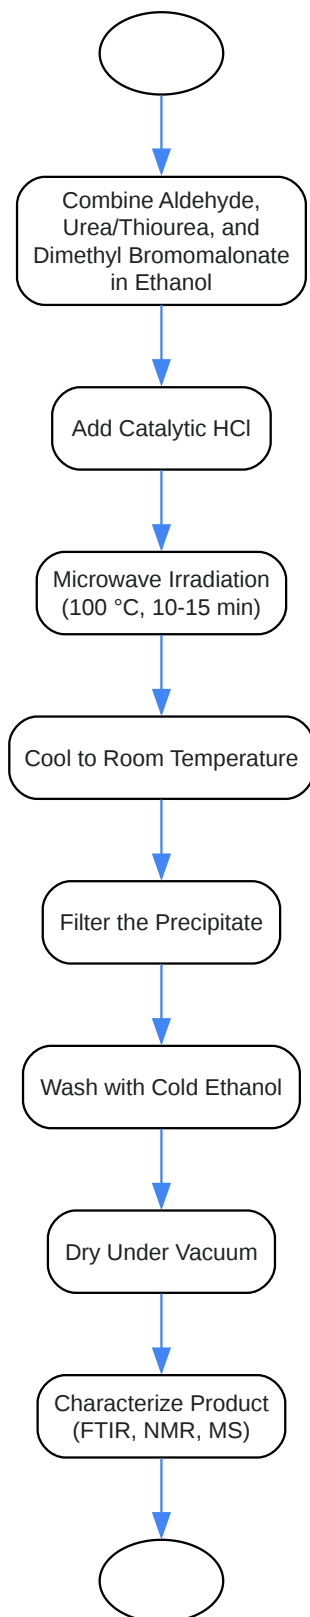 Combine Aldehyde,
Urea/Thiourea, and
Dimethyl Bromomalonate
in Ethanol
Add Catalytic HCl
Microwave Irradiation
(100 °C, 10-15 min)
Cool to Room Temperature
Filter the Precipitate
Wash with Cold Ethanol
Dry Under Vacuum
Characterize Product
(FTIR, NMR, MS)